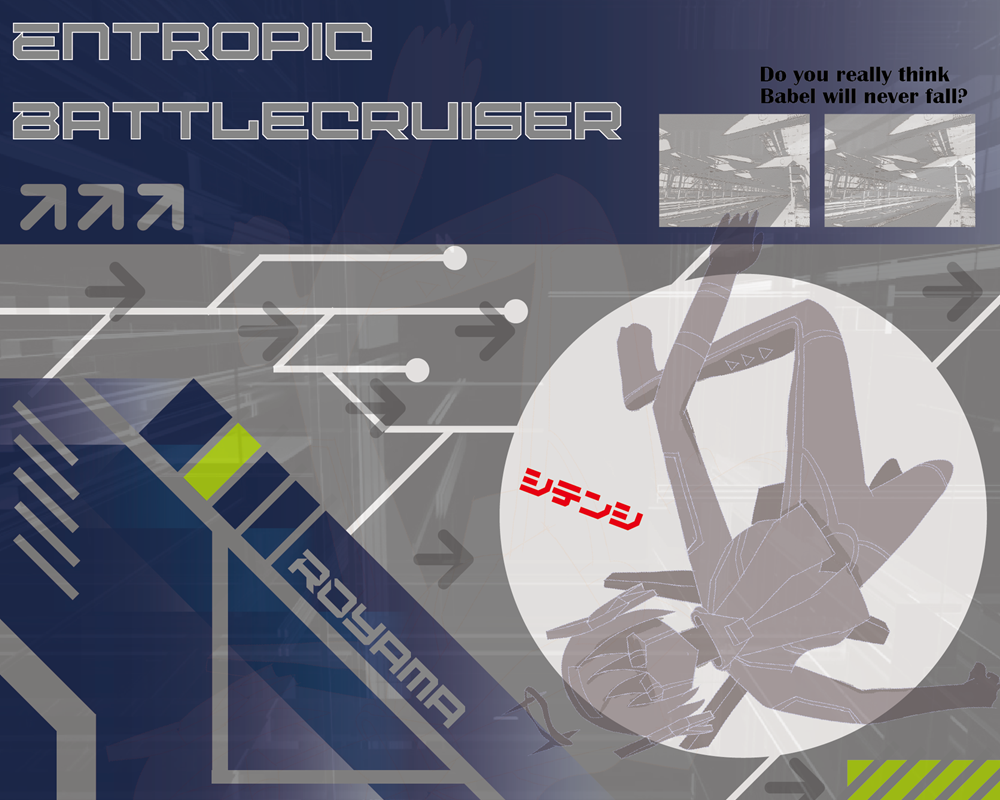 ENTROPIC
BATTLECRUISER
Do you really think
Babel will never fall?
シテンシ
ROYAMA